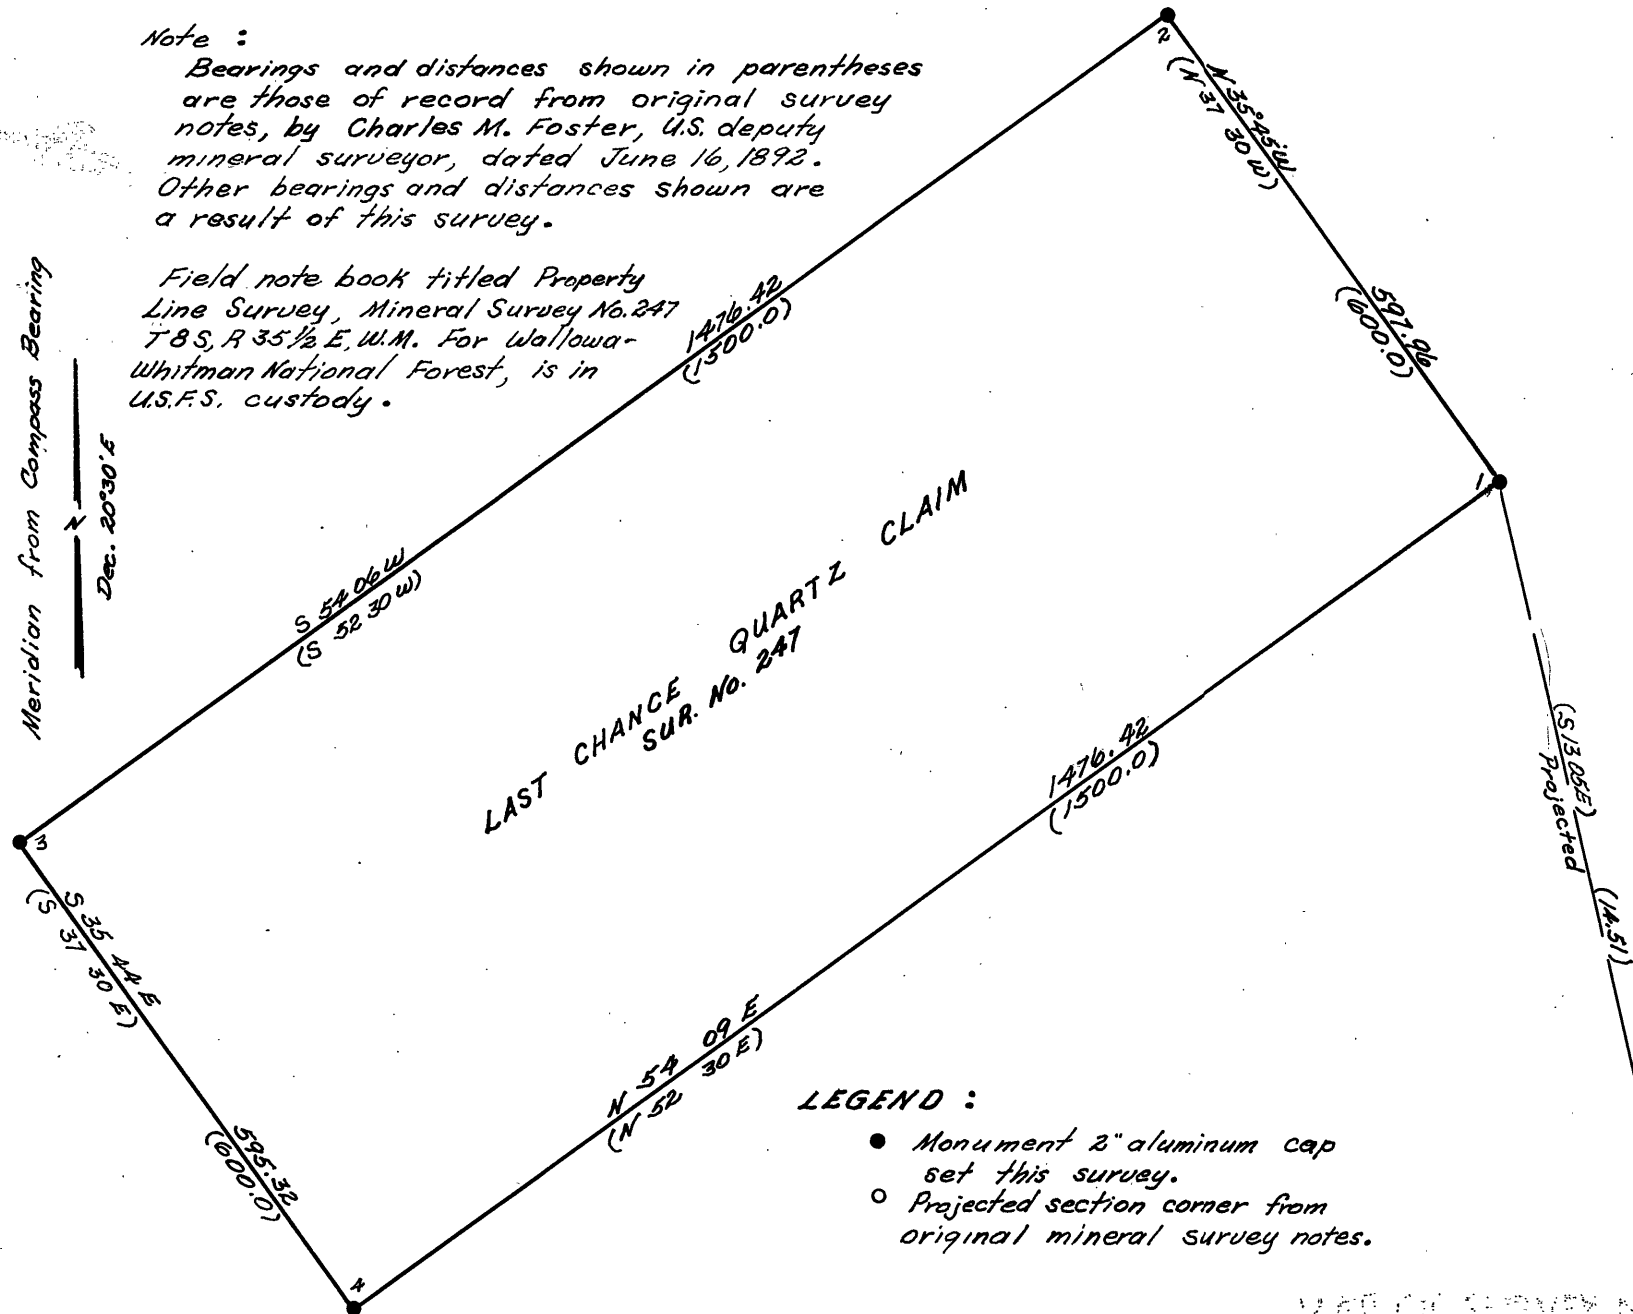 Note :
Bearings and distances shown in parentheses
are those of record from original survey
notes, by Charles M. Foster, U.S. deputy
mineral surveyor, dated June 16, 1892.
Other bearings and distances shown are
a result of this survey.
Field note book titled Property
Line Survey, Mineral Survey No. 247
T 8 S, R 35 1/2 E, W.M. For Wallowa-
Whitman National Forest, is in
U.S.F.S. custody.
Meridian from Compass Bearing
N
Dec. 20°30' E
2
N 35°45' W
(N 37 30 W)
597.96
(600.0)
1
1476.42
(1500.0)
S 54 06 W
(S 52 30 W)
3
S 35 44 E
(S 37 30 E)
595.32
(600.0)
4
N 54 09 E
(N 52 30 E)
1476.42
(1500.0)
LAST CHANCE QUARTZ CLAIM
SUR. No. 247
(S 13 05 E)
Projected
(14.51)
LEGEND :
Monument 2" aluminum cap
set this survey.
Projected section corner from
original mineral survey notes.